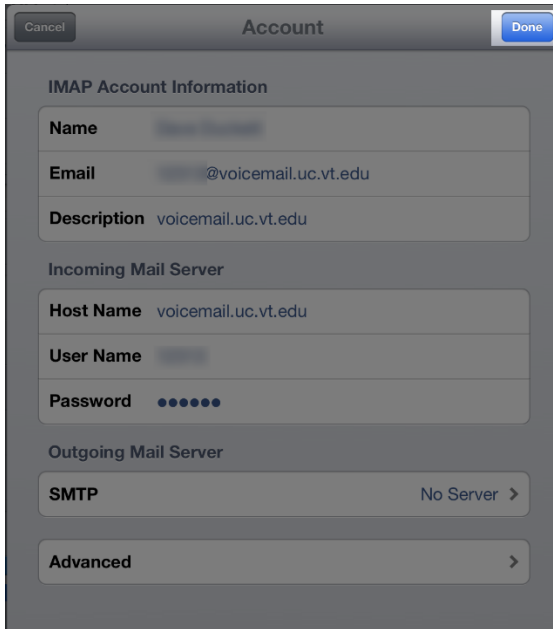 Cancel Account Done
IMAP Account Information
Name
Email @voicemail.uc.vt.edu
Description voicemail.uc.vt.edu
Incoming Mail Server
Host Name voicemail.uc.vt.edu
User Name
Password ●●●●●●
Outgoing Mail Server
SMTP No Server >
Advanced >